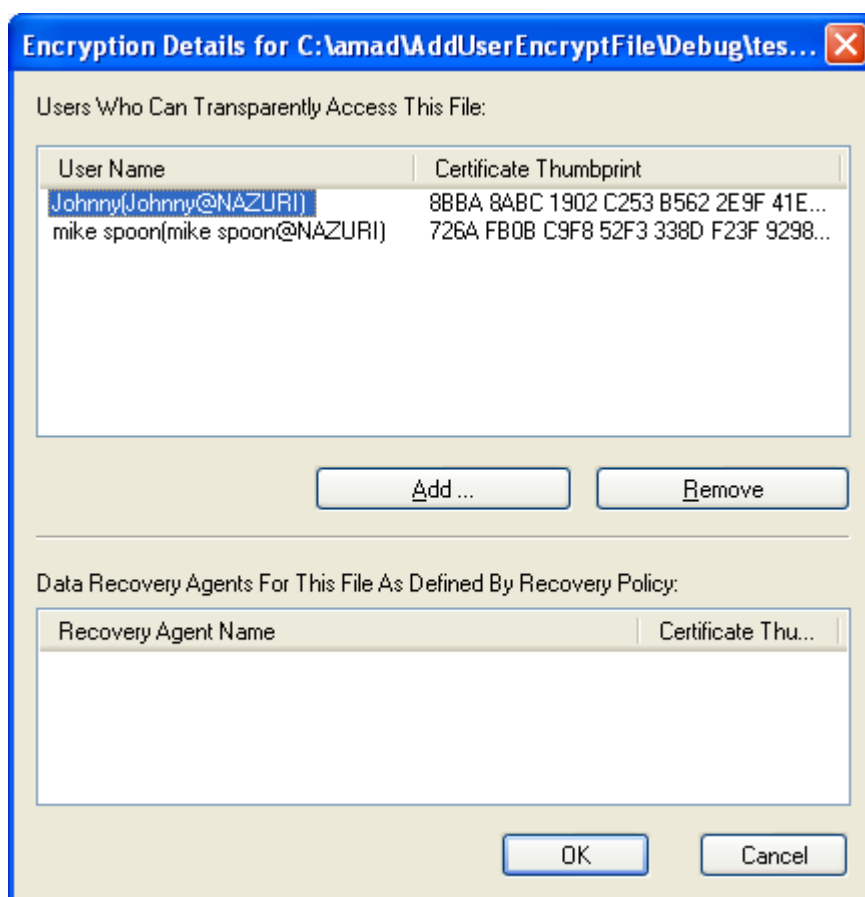 Encryption Details for C:\amad\AddUserEncryptFile\Debug\tes...
Users Who Can Transparently Access This File:
User Name Certificate Thumbprint
Johnny(Johnny@NAZURI) 8BBA 8ABC 1902 C253 B562 2E9F 41E...
mike spoon(mike spoon@NAZURI) 726A FB0B C9F8 52F3 338D F23F 9298...
Add ... Remove
Data Recovery Agents For This File As Defined By Recovery Policy:
Recovery Agent Name Certificate Thu...
OK Cancel